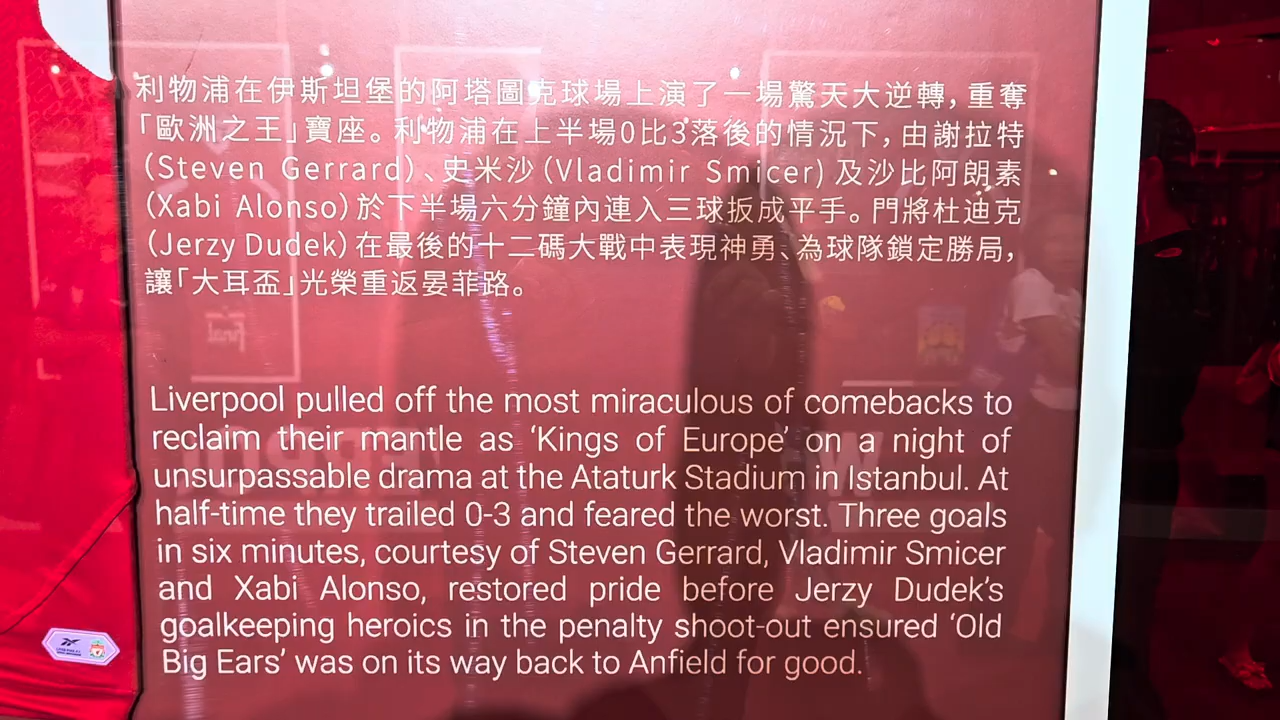 利物浦在伊斯坦堡的阿塔圖克球場上演了一場驚天大逆轉，重奪
「歐洲之王」寶座。利物浦在上半場0比3落後的情況下，由謝拉特
（Steven Gerrard）、史米沙（Vladimir Smicer）及沙比阿朗素
（Xabi Alonso）於下半場六分鐘內連入三球扳成平手。門將杜迪克
（Jerzy Dudek）在最後的十二碼大戰中表現神勇、為球隊鎖定勝局，
讓「大耳盃」光榮重返晏菲路。
Liverpool pulled off the most miraculous of comebacks to
reclaim their mantle as ‘Kings of Europe’ on a night of
unsurpassable drama at the Ataturk Stadium in Istanbul. At
half-time they trailed 0-3 and feared the worst. Three goals
in six minutes, courtesy of Steven Gerrard, Vladimir Smicer
and Xabi Alonso, restored pride before Jerzy Dudek’s
goalkeeping heroics in the penalty shoot-out ensured ‘Old
Big Ears’ was on its way back to Anfield for good.